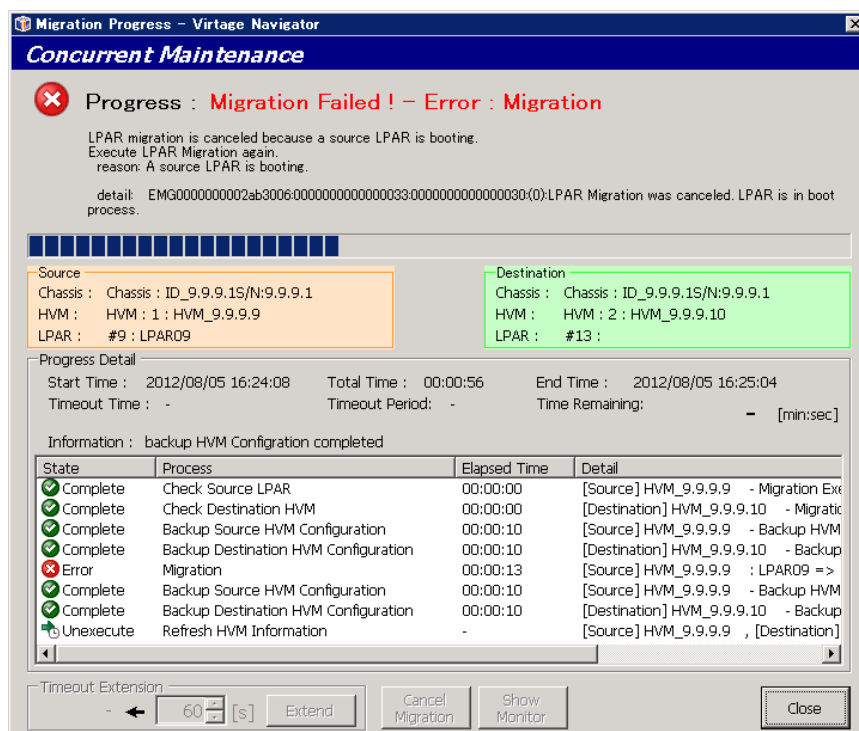 Migration Progress - Virtage Navigator
Concurrent Maintenance
Progress : Migration Failed ! - Error : Migration
LPAR migration is canceled because a source LPAR is booting.
Execute LPAR Migration again.
reason: A source LPAR is booting.
detail: EMG0000000002ab3006:0000000000000033:0000000000000030:(0):LPAR Migration was canceled. LPAR is in boot
process.
Source
Chassis : Chassis : ID_9.9.9.1S/N:9.9.9.1
HVM : HVM : 1 : HVM_9.9.9.9
LPAR : #9 : LPAR09
Destination
Chassis : Chassis : ID_9.9.9.1S/N:9.9.9.1
HVM : HVM : 2 : HVM_9.9.9.10
LPAR : #13 :
Progress Detail
Start Time : 2012/08/05 16:24:08 Total Time : 00:00:56 End Time : 2012/08/05 16:25:04
Timeout Time : - Timeout Period: - Time Remaining: - [min:sec]
Information : backup HVM Configration completed
State Process Elapsed Time Detail
Complete Check Source LPAR 00:00:00 [Source] HVM_9.9.9.9 - Migration Exe
Complete Check Destination HVM 00:00:00 [Destination] HVM_9.9.9.10 - Migratic
Complete Backup Source HVM Configuration 00:00:10 [Source] HVM_9.9.9.9 - Backup HVM
Complete Backup Destination HVM Configuration 00:00:10 [Destination] HVM_9.9.9.10 - Backup
Error Migration 00:00:13 [Source] HVM_9.9.9.9 : LPAR09 =>
Complete Backup Source HVM Configuration 00:00:10 [Source] HVM_9.9.9.9 - Backup HVM
Complete Backup Destination HVM Configuration 00:00:10 [Destination] HVM_9.9.9.10 - Backup
Unexecute Refresh HVM Information - [Source] HVM_9.9.9.9 , [Destination]
Timeout Extension
- 60 [s] Extend
Cancel
Migration
Show
Monitor
Close